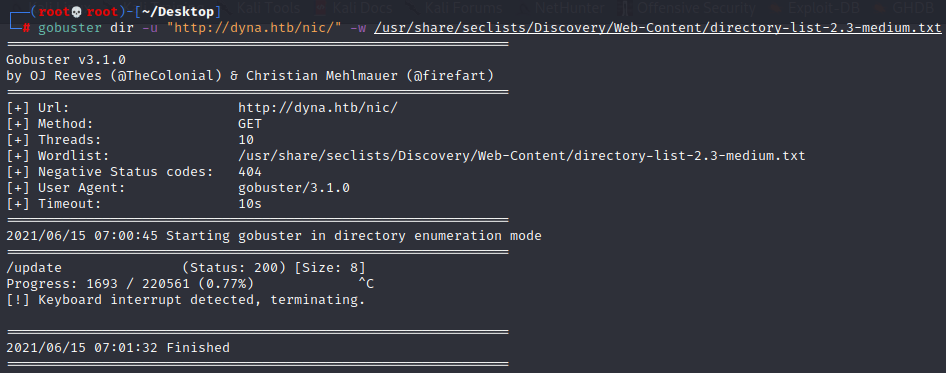 ┌──(root💀root)-[~/Desktop]
└─# gobuster dir -u "http://dyna.htb/nic/" -w /usr/share/seclists/Discovery/Web-Content/directory-list-2.3-medium.txt
===============================================================
Gobuster v3.1.0
by OJ Reeves (@TheColonial) & Christian Mehlmauer (@firefart)
===============================================================
[+] Url:                     http://dyna.htb/nic/
[+] Method:                  GET
[+] Threads:                 10
[+] Wordlist:                /usr/share/seclists/Discovery/Web-Content/directory-list-2.3-medium.txt
[+] Negative Status codes:   404
[+] User Agent:              gobuster/3.1.0
[+] Timeout:                 10s
===============================================================
2021/06/15 07:00:45 Starting gobuster in directory enumeration mode
===============================================================
/update               (Status: 200) [Size: 8]
Progress: 1693 / 220561 (0.77%)             ^C
[!] Keyboard interrupt detected, terminating.
===============================================================
2021/06/15 07:01:32 Finished
===============================================================